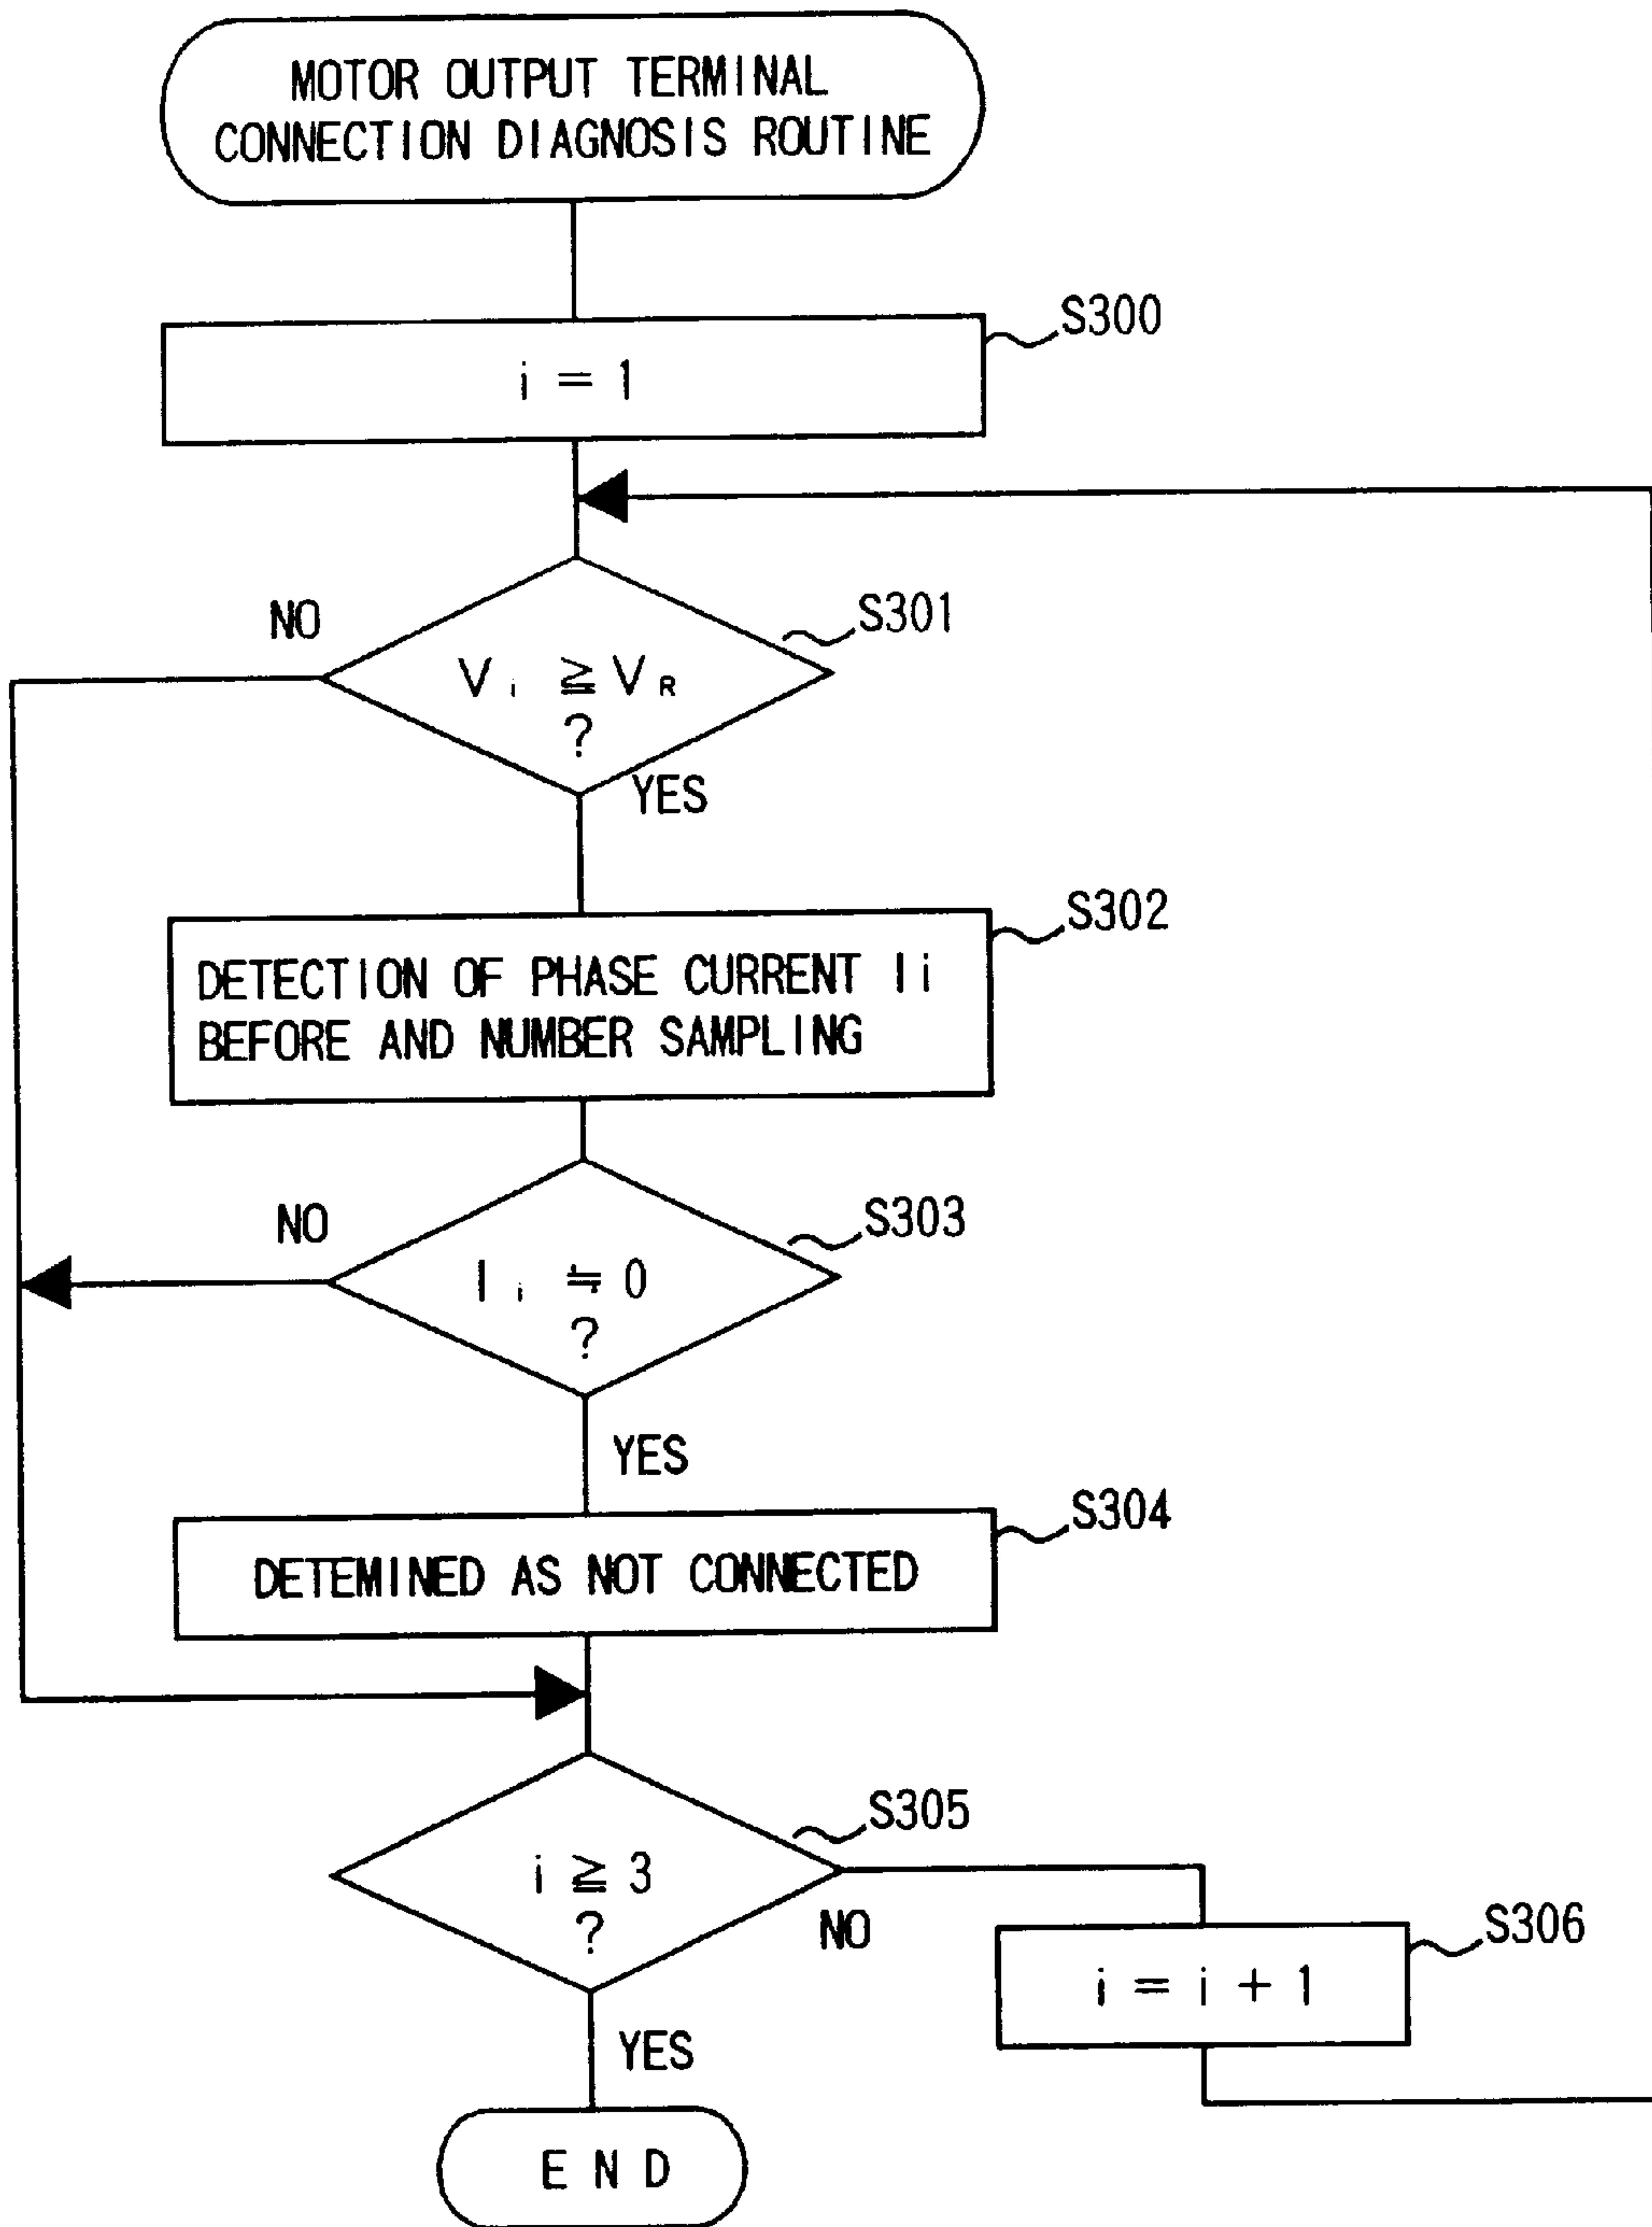 MOTOR OUTPUT TERMINAL
CONNECTION DIAGNOSIS ROUTINE
S300
i = 1
S301
NO
Vi ≧ VR
?
YES
S302
DETECTION OF PHASE CURRENT Ii
BEFORE AND NUMBER SAMPLING
S303
NO
Ii ≒ 0
?
YES
S304
DETEMINED AS NOT CONNECTED
S305
i ≧ 3
?
NO
S306
i = i + 1
YES
END